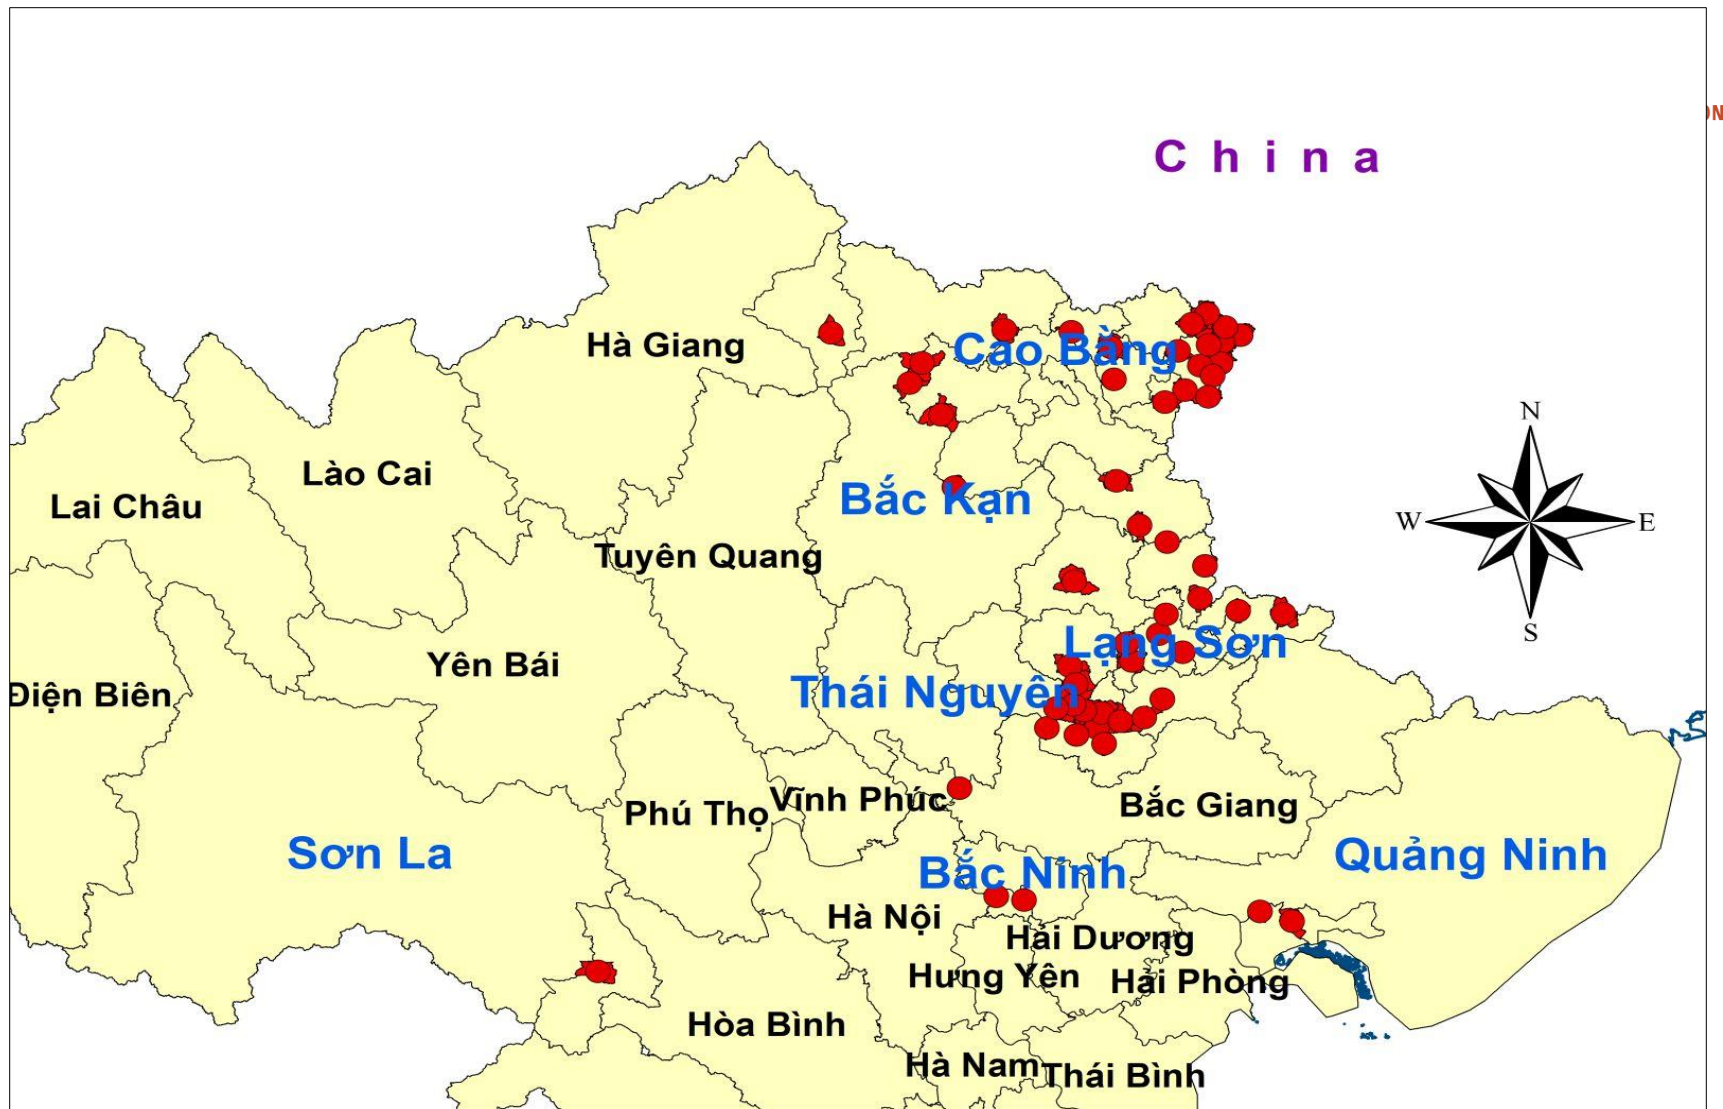 ON
China
N
Hà Giang
Cao Bằng
Lào Cai
Lai Châu
Bắc Kạn
W
E
Tuyên Quang
S
Lạng Sơn
Yên Bái
Điện Biên
Thái Nguyên
Phú Thọ
Vĩnh Phúc
Bắc Giang
Sơn La
Quảng Ninh
Bắc Ninh
Hà Nội
Hải Dương
Hưng Yên
Hải Phòng
Hòa Bình
Hà Nam
Thái Bình